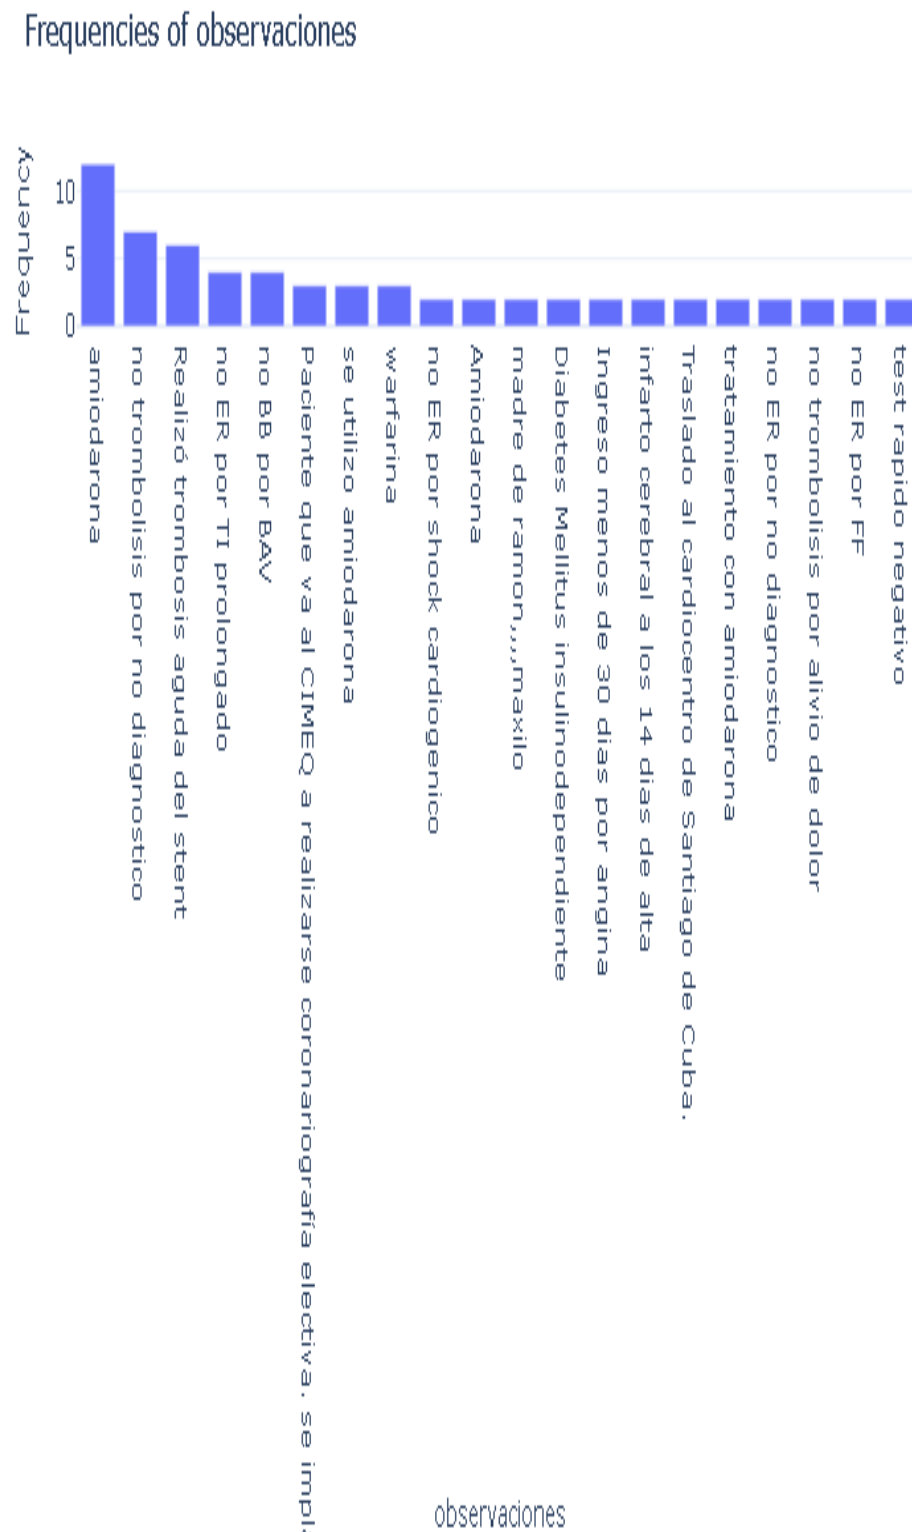 Frequencies of observaciones
Frequency
10
5
0
amiodarona
no trombolisis por no diagnostico
Realizó trombosis aguda del stent
no ER por TI prolongado
no BB por BAV
Paciente que va al CIMEQ a realizarse coronariografía electiva. se impl
se utilizo amiodarona
warfarina
no ER por shock cardiogenico
Amiodarona
madre de ramon,,,maxilo
Diabetes Mellitus insulinodependiente
Ingreso menos de 30 dias por angina
infarto cerebral a los 14 dias de alta
Traslado al cardiocentro de Santiago de Cuba.
tratamiento con amiodarona
no ER por no diagnostico
no trombolisis por alivio de dolor
no ER por FF
test rapido negativo
observaciones